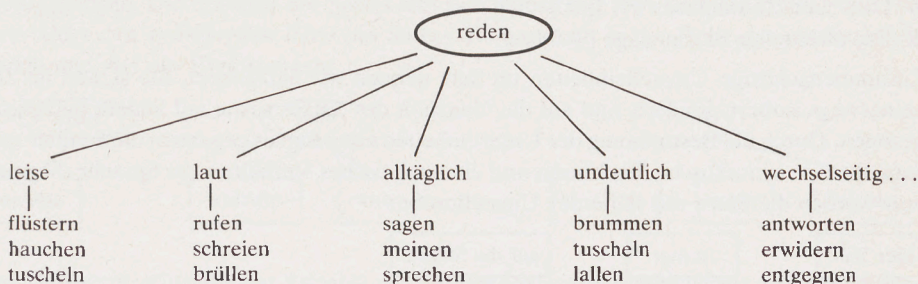 reden
leise laut alltäglich undeutlich wechselseitig ...
flüstern rufen sagen brummen antworten
hauchen schreien meinen tuscheln erwidern
tuscheln brüllen sprechen lallen entgegnen